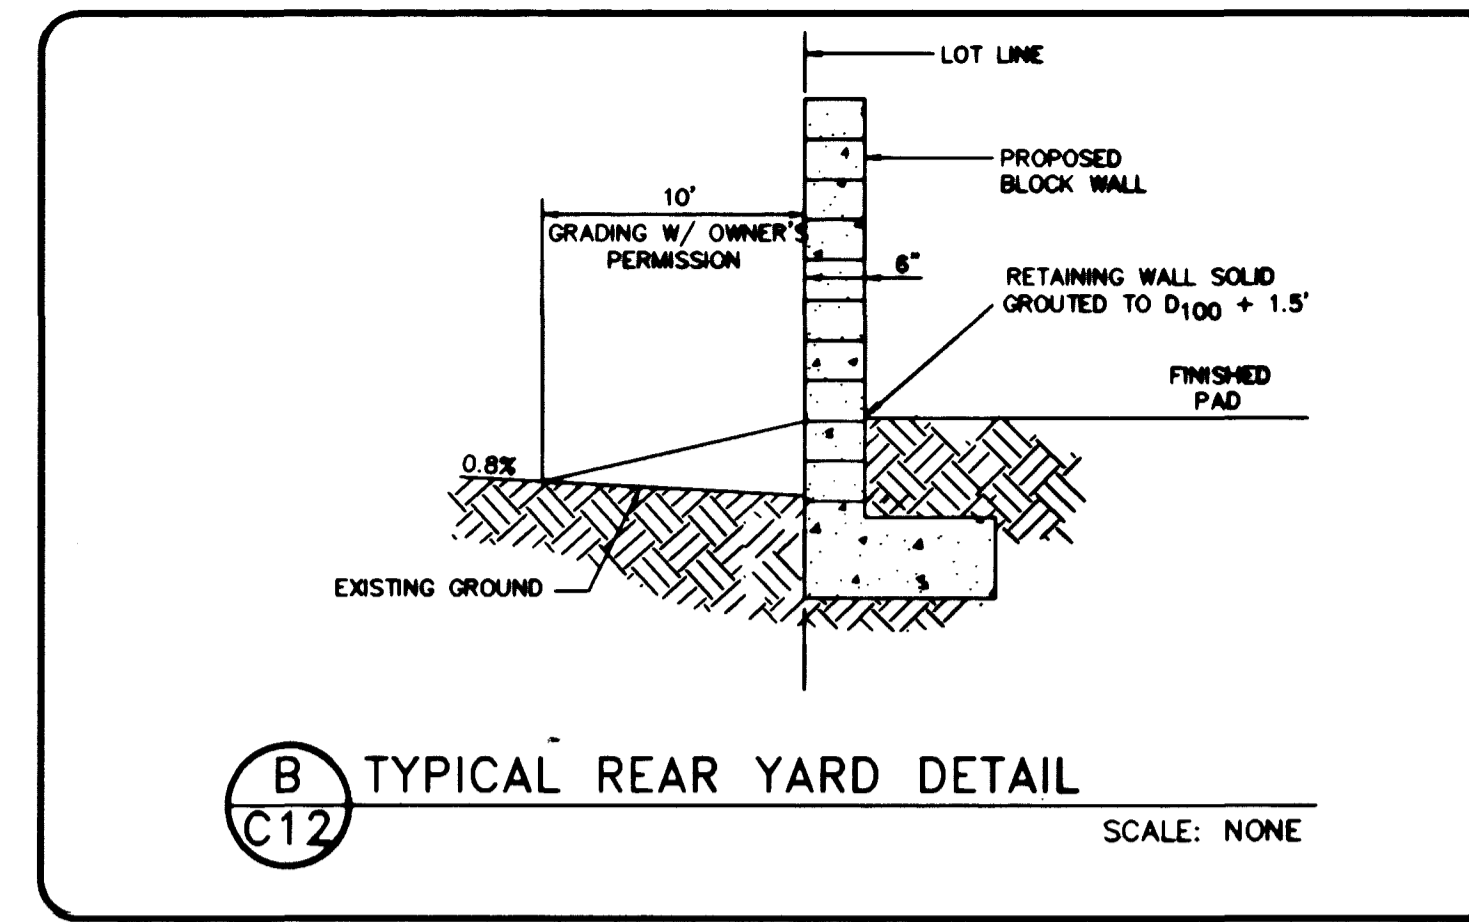 LOT LINE
PROPOSED
BLOCK WALL
10'
GRADING W/ OWNER'S
PERMISSION
6"
RETAINING WALL SOLID
GROUTED TO D100 + 1.5'
FINISHED
PAD
0.8%
EXISTING GROUND
B
C12
TYPICAL REAR YARD DETAIL
SCALE: NONE